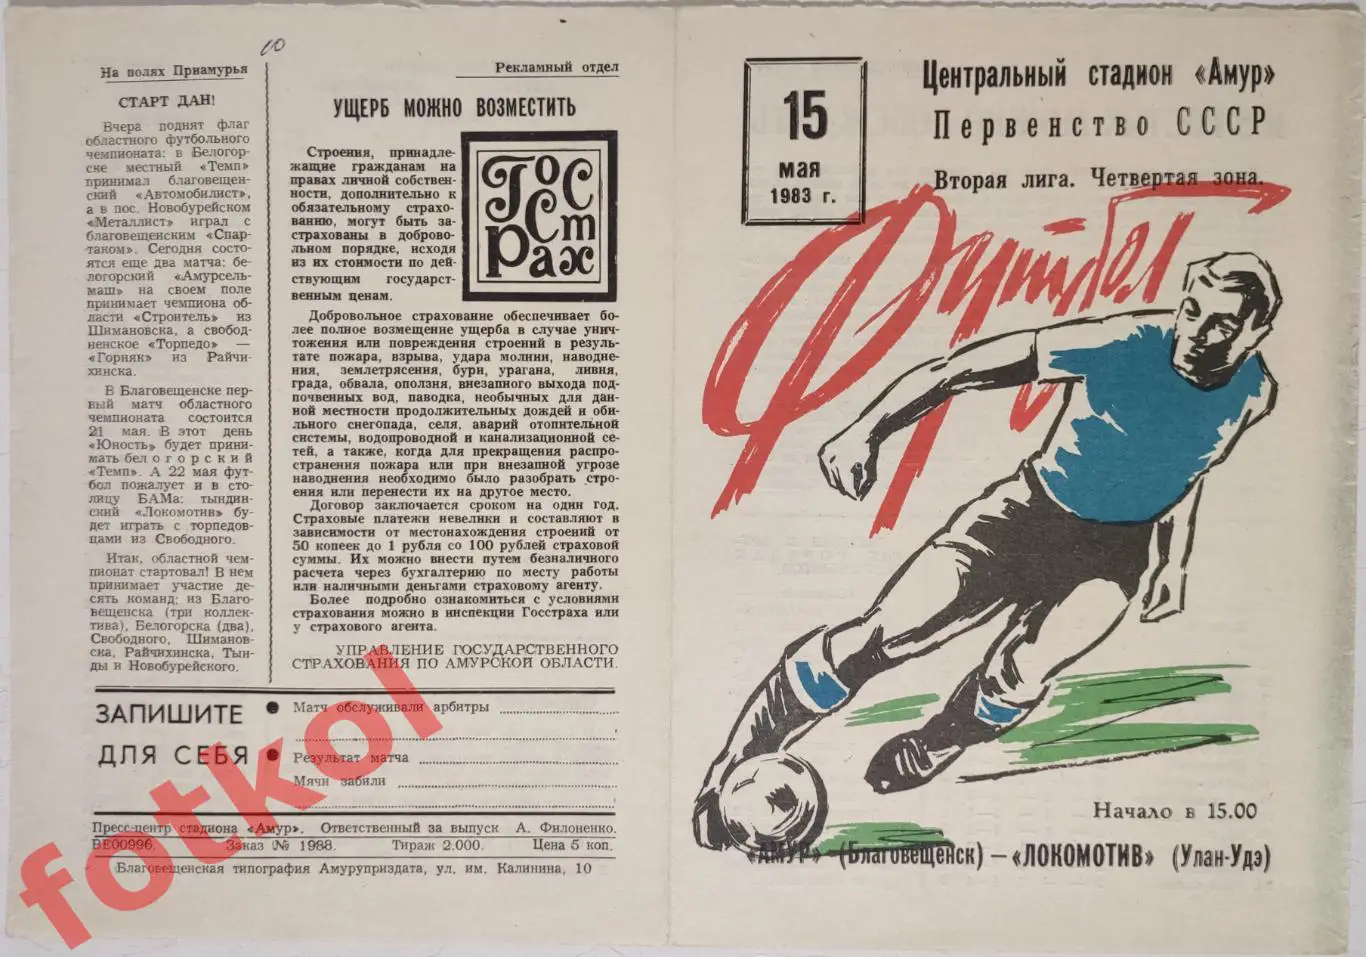 10
На полях Приамурья
СТАРТ ДАН!
Вчера поднят флаг
областного футбольного
чемпионата: в Белогор-
ске местный «Темп»
принимал благовещен-
ский «Автомобилист»,
а в пос. Новобурейском
«Металлист» играл с
благовещенским «Спар-
таком». Сегодня состо-
ятся еще два матча: бе-
логорский «Амурсель-
маш» на своем поле
принимает чемпиона об-
ласти «Строитель» из
Шимановска, а свобод-
ненское «Торпедо» —
«Горняк» из Райчи-
хинска.
В Благовещенске пер-
вый матч областного
чемпионата состоится
21 мая. В этот день
«Юность» будет прини-
мать белогорский
«Темп». А 22 мая фут-
бол пожалует и в сто-
лицу БАМа: тындин-
ский «Локомотив» бу-
дет играть с торпедов-
цами из Свободного.
Итак, областной чем-
пионат стартовал! В нем
принимает участие де-
сять команд: из Благо-
вещенска (три коллек-
тива), Белогорска (два),
Свободного, Шиманов-
ска, Райчихинска, Тын-
ды и Новобурейского.
Рекламный отдел
УЩЕРБ МОЖНО ВОЗМЕСТИТЬ
Строения, принадле-
жащие гражданам на
правах личной собствен-
ности, дополнительно к
обязательному страхо-
ванию, могут быть за-
страхованы в доброволь-
ном порядке, исходя
из их стоимости по дей-
ствующим государст-
венным ценам.
ГосСтрах
Добровольное страхование обеспечивает бо-
лее полное возмещение ущерба в случае унич-
тожения или повреждения строений в резуль-
тате пожара, взрыва, удара молнии, наводне-
ния, землетрясения, бури, урагана, ливня,
града, обвала, оползня, внезапного выхода под-
почвенных вод, паводка, необычных для дан-
ной местности продолжительных дождей и оби-
льного снегопада, селя, аварий отопительной
системы, водопроводной и канализационной се-
тей, а также, когда для прекращения распро-
странения пожара или при внезапной угрозе
наводнения необходимо было разобрать стро-
ения или перенести их на другое место.
Договор заключается сроком на один год.
Страховые платежи невелики и составляют в
зависимости от местонахождения строений от
50 копеек до 1 рубля со 100 рублей страховой
суммы. Их можно внести путем безналичного
расчета через бухгалтерию по месту работы
или наличными деньгами страховому агенту.
Более подробно ознакомиться с условиями
страхования можно в инспекции Госстраха или
у страхового агента.
УПРАВЛЕНИЕ ГОСУДАРСТВЕННОГО
СТРАХОВАНИЯ ПО АМУРСКОЙ ОБЛАСТИ.
ЗАПИШИТЕ
ДЛЯ СЕБЯ
Матч обслуживали арбитры
Результат матча
Мячи забили
Пресс-центр стадиона «Амур». Ответственный за выпуск А. Филоненко.
ВЕ00996. Заказ № 1988. Тираж 2.000. Цена 5 коп.
Благовещенская типография Амуруприздата, ул. им. Калинина, 10
15
мая
1983 г.
Центральный стадион «Амур»
Первенство СССР
Вторая лига. Четвертая зона.
Футбол
Начало в 15.00
«АМУР» (Благовещенск) – «ЛОКОМОТИВ» (Улан-Удэ)
fotkol